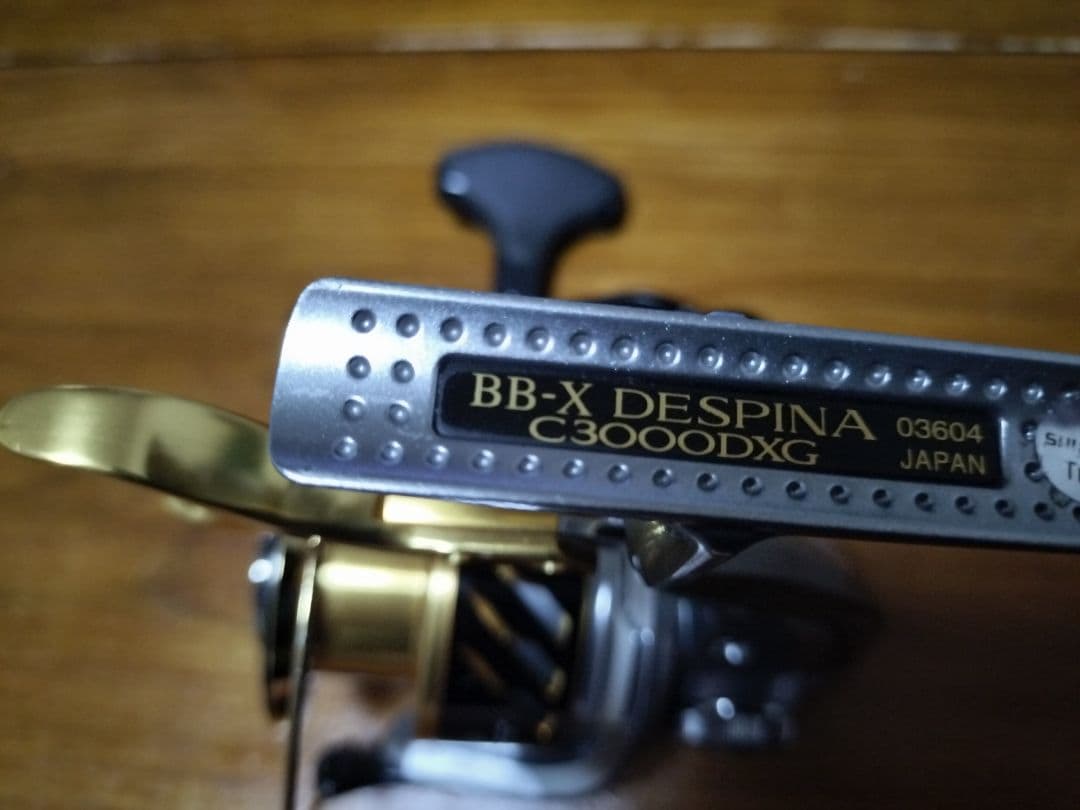 BB-X DESPINA
C3000DXG
03604
JAPAN